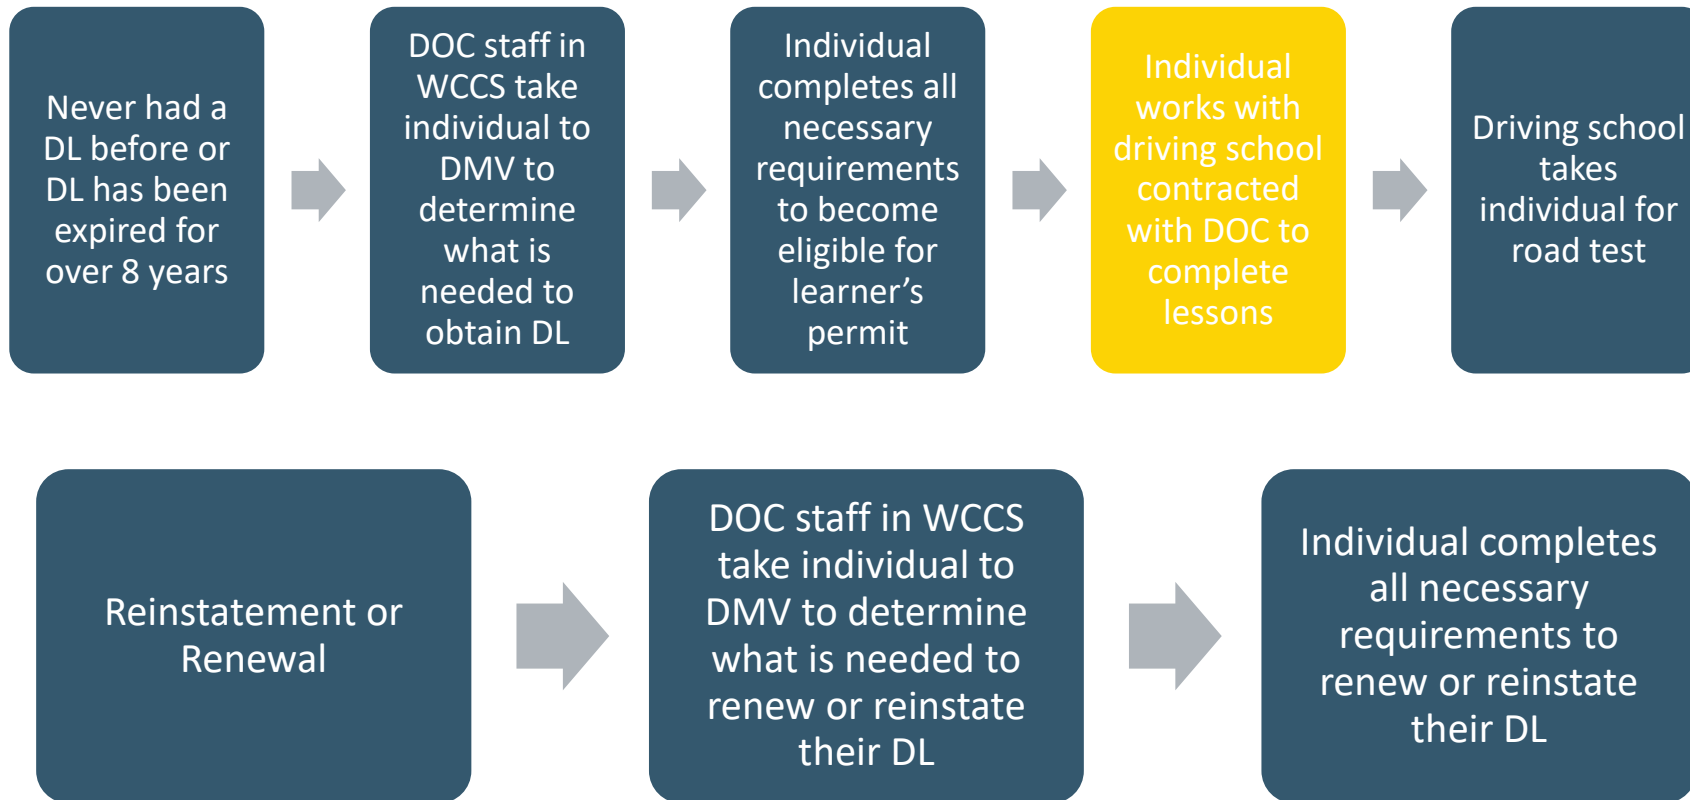 Never had a
DL before or
DL has been
expired for
over 8 years
DOC staff in
WCCS take
individual to
DMV to
determine
what is
needed to
obtain DL
Individual
completes all
necessary
requirements
to become
eligible for
learner’s
permit
Individual
works with
driving school
contracted
with DOC to
complete
lessons
Driving school
takes
individual for
road test
Reinstatement or
Renewal
DOC staff in WCCS
take individual to
DMV to determine
what is needed to
renew or reinstate
their DL
Individual completes
all necessary
requirements to
renew or reinstate
their DL